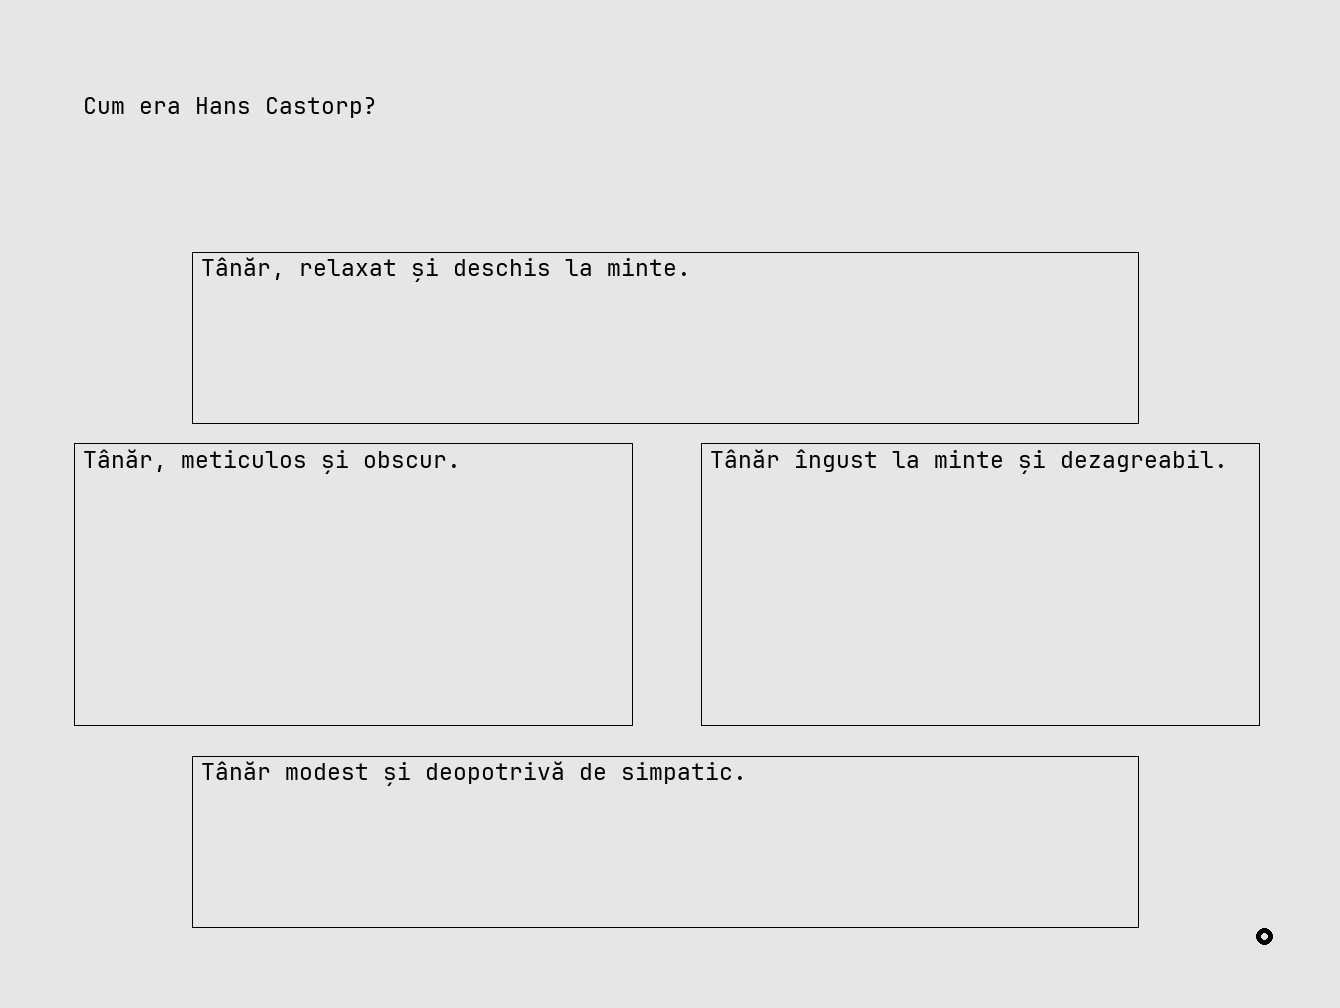 Cum era Hans Castorp?
Tânăr, relaxat și deschis la minte.
Tânăr, meticulos și obscur.
Tânăr îngust la minte și dezagreabil.
Tânăr modest și deopotrivă de simpatic.